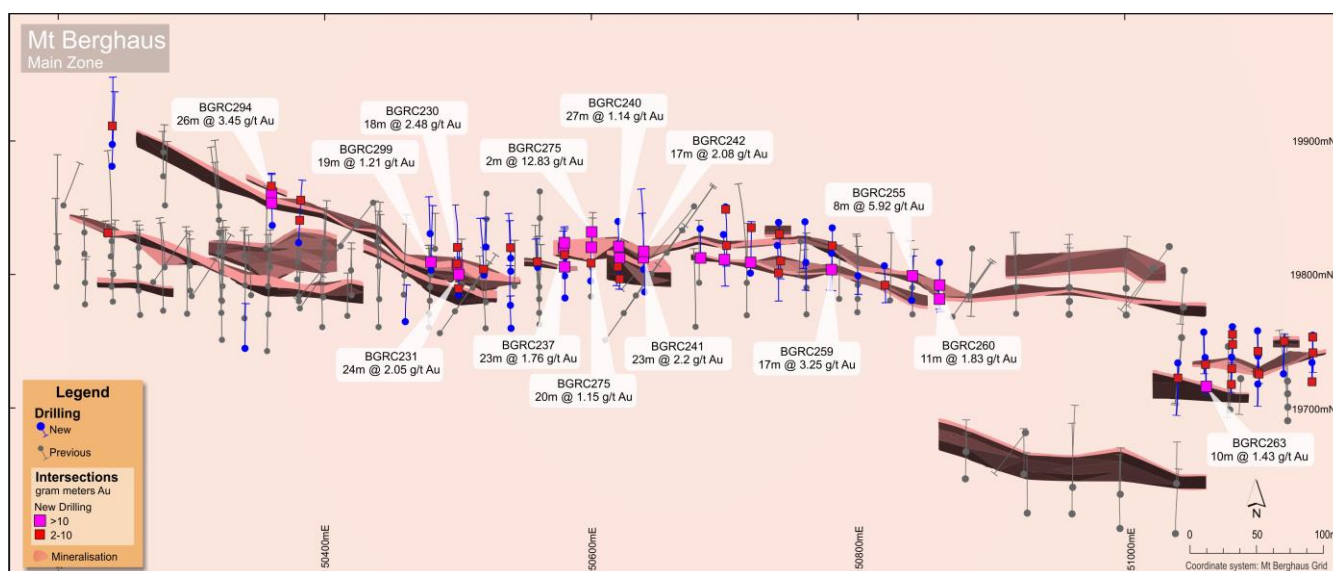 Mt Berghaus
Main Zone
BGRC294
26m @ 3.45 g/t Au
BGRC299
19m @ 1.21 g/t Au
BGRC230
18m @ 2.48 g/t Au
BGRC275
2m @ 12.83 g/t Au
BGRC240
27m @ 1.14 g/t Au
BGRC242
17m @ 2.08 g/t Au
BGRC255
8m @ 5.92 g/t Au
19900mN
19800mN
BGRC231
24m @ 2.05 g/t Au
BGRC237
23m @ 1.76 g/t Au
BGRC275
20m @ 1.15 g/t Au
BGRC241
23m @ 2.2 g/t Au
BGRC259
17m @ 3.25 g/t Au
BGRC260
11m @ 1.83 g/t Au
19700mN
BGRC263
10m @ 1.43 g/t Au
Legend
Drilling
New
Previous
Intersections
gram meters Au
New Drilling
>10
2-10
Mineralisation
50400mE
50600mE
50800mE
51000mE
N
0 50 100m
Coordinate system: Mt Berghaus Grid